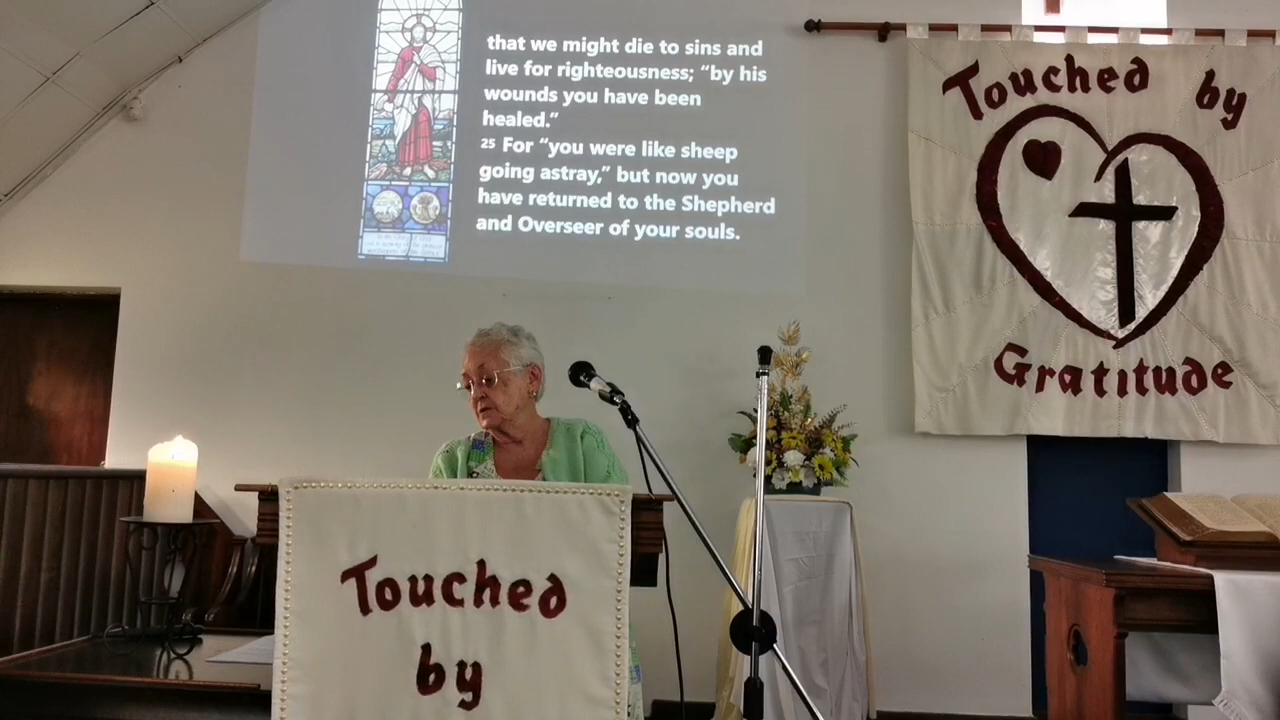 that we might die to sins and
live for righteousness; “by his
wounds you have been
healed.”
25 For “you were like sheep
going astray,” but now you
have returned to the Shepherd
and Overseer of your souls.
Touched by
Gratitude
Touched
by